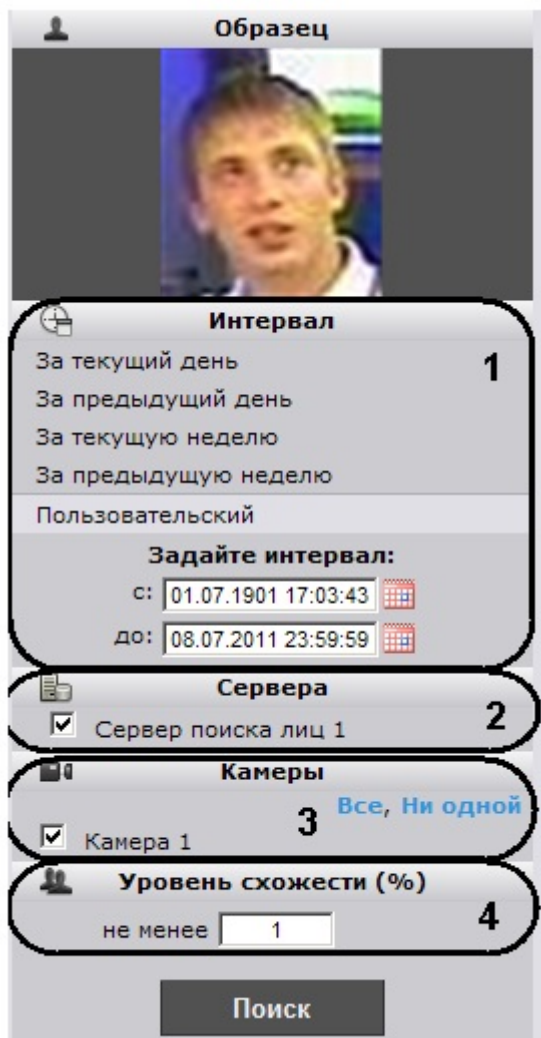 Образец
Интервал
1
За текущий день
За предыдущий день
За текущую неделю
За предыдущую неделю
Пользовательский
Задайте интервал:
с: 01.07.1901 17:03:43
до: 08.07.2011 23:59:59
Сервера
2
Сервер поиска лиц 1
Камеры
3
Все, Ни одной
Камера 1
Уровень схожести (%)
4
не менее 1
Поиск